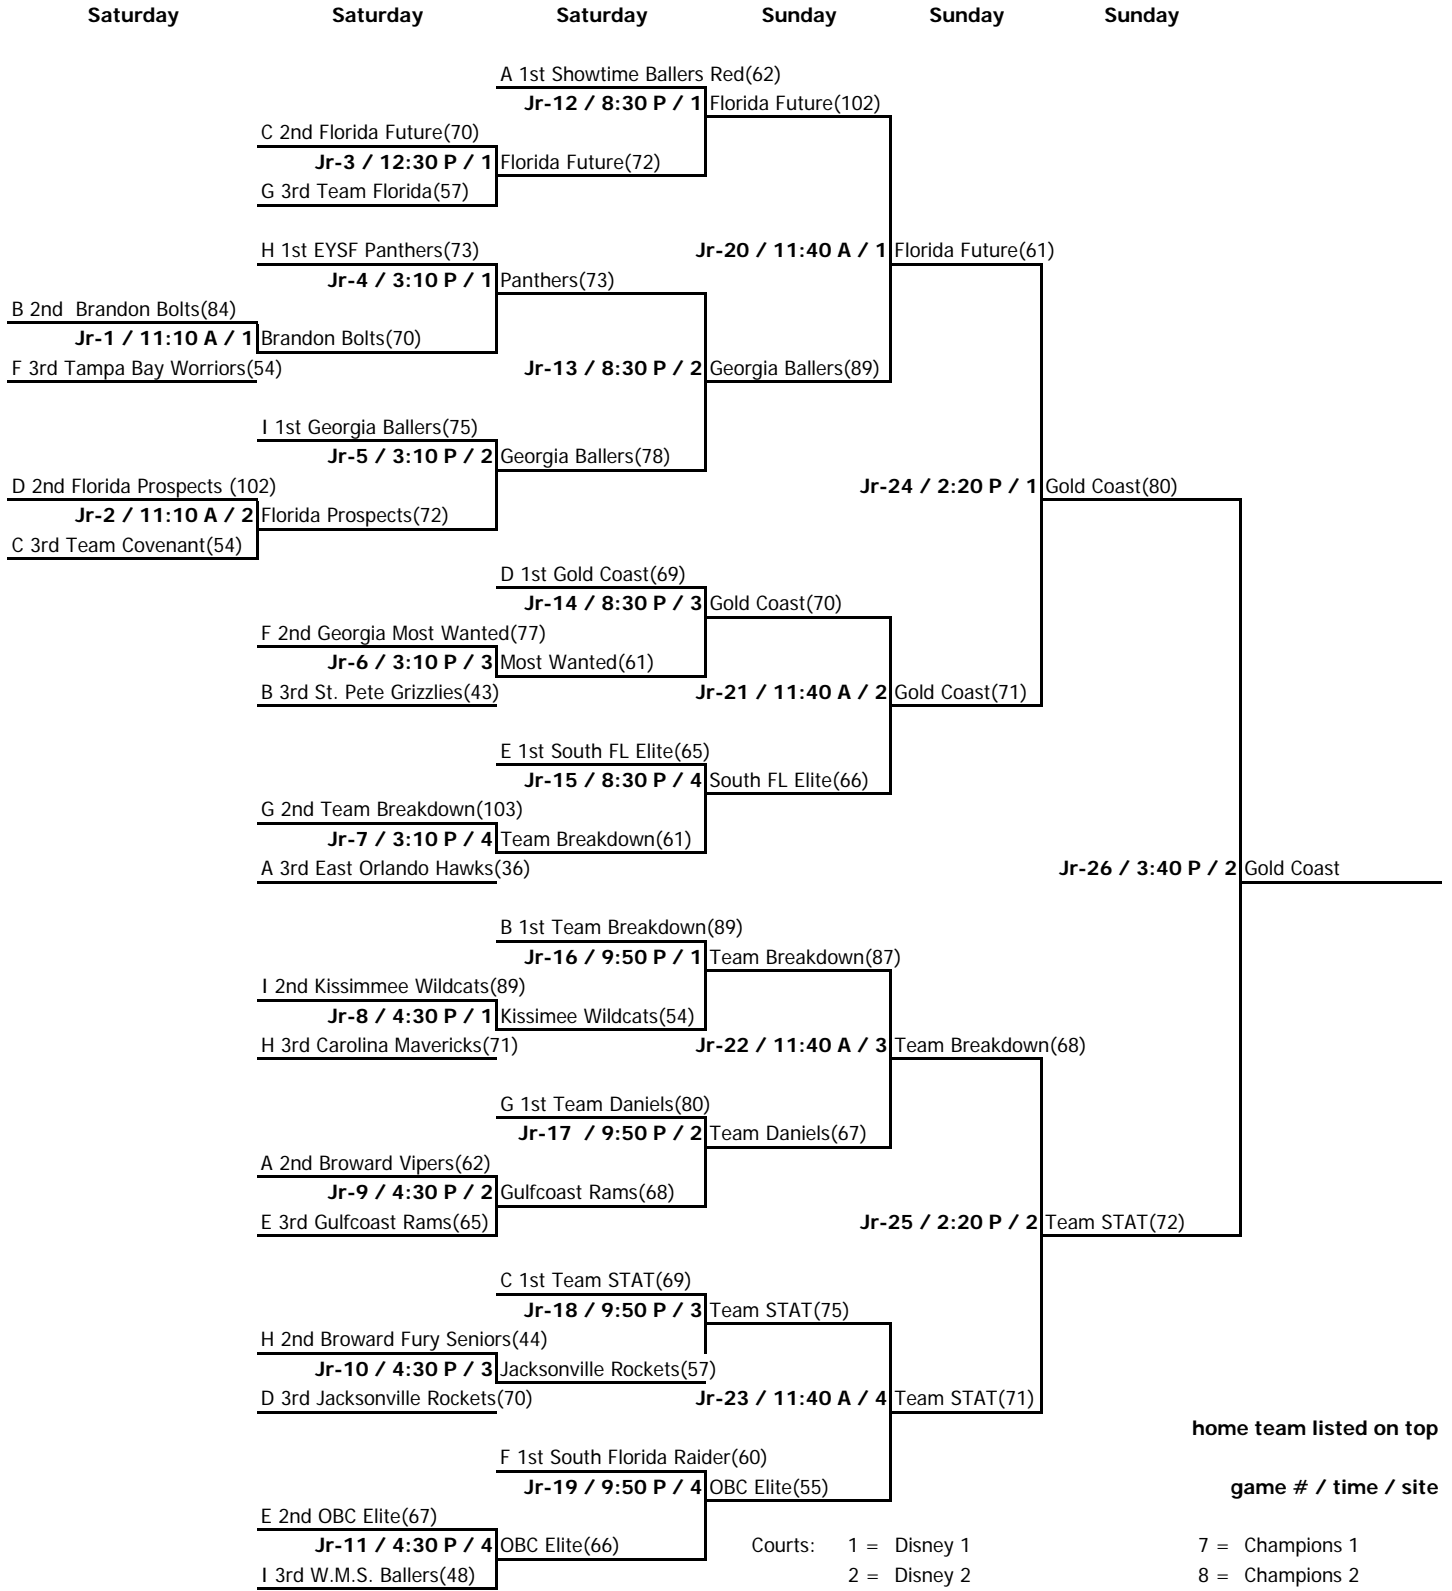 Saturday Saturday Saturday Sunday Sunday Sunday
A 1st Showtime Ballers Red(62)
Jr-12 / 8:30 P / 1 Florida Future(102)
C 2nd Florida Future(70)
Jr-3 / 12:30 P / 1 Florida Future(72)
G 3rd Team Florida(57)
H 1st EYSF Panthers(73) Jr-20 / 11:40 A / 1 Florida Future(61)
Jr-4 / 3:10 P / 1 Panthers(73)
B 2nd  Brandon Bolts(84)
Jr-1 / 11:10 A / 1 Brandon Bolts(70)
F 3rd Tampa Bay Worriors(54) Jr-13 / 8:30 P / 2 Georgia Ballers(89)
I 1st Georgia Ballers(75)
Jr-5 / 3:10 P / 2 Georgia Ballers(78)
D 2nd Florida Prospects (102) Jr-24 / 2:20 P / 1 Gold Coast(80)
Jr-2 / 11:10 A / 2 Florida Prospects(72)
C 3rd Team Covenant(54)
D 1st Gold Coast(69)
Jr-14 / 8:30 P / 3 Gold Coast(70)
F 2nd Georgia Most Wanted(77)
Jr-6 / 3:10 P / 3 Most Wanted(61)
B 3rd St. Pete Grizzlies(43) Jr-21 / 11:40 A / 2 Gold Coast(71)
E 1st South FL Elite(65)
Jr-15 / 8:30 P / 4 South FL Elite(66)
G 2nd Team Breakdown(103)
Jr-7 / 3:10 P / 4 Team Breakdown(61)
A 3rd East Orlando Hawks(36) Jr-26 / 3:40 P / 2 Gold Coast
B 1st Team Breakdown(89)
Jr-16 / 9:50 P / 1 Team Breakdown(87)
I 2nd Kissimmee Wildcats(89)
Jr-8 / 4:30 P / 1 Kissimee Wildcats(54)
H 3rd Carolina Mavericks(71) Jr-22 / 11:40 A / 3 Team Breakdown(68)
G 1st Team Daniels(80)
Jr-17  / 9:50 P / 2 Team Daniels(67)
A 2nd Broward Vipers(62)
Jr-9 / 4:30 P / 2 Gulfcoast Rams(68)
E 3rd Gulfcoast Rams(65) Jr-25 / 2:20 P / 2 Team STAT(72)
C 1st Team STAT(69)
Jr-18 / 9:50 P / 3 Team STAT(75)
H 2nd Broward Fury Seniors(44)
Jr-10 / 4:30 P / 3 Jacksonville Rockets(57)
D 3rd Jacksonville Rockets(70) Jr-23 / 11:40 A / 4 Team STAT(71)
home team listed on top
F 1st South Florida Raider(60)
Jr-19 / 9:50 P / 4 OBC Elite(55) game # / time / site
E 2nd OBC Elite(67)
Jr-11 / 4:30 P / 4 OBC Elite(66) Courts: 1 = Disney 1 7 = Champions 1
I 3rd W.M.S. Ballers(48) 2 = Disney 2 8 = Champions 2